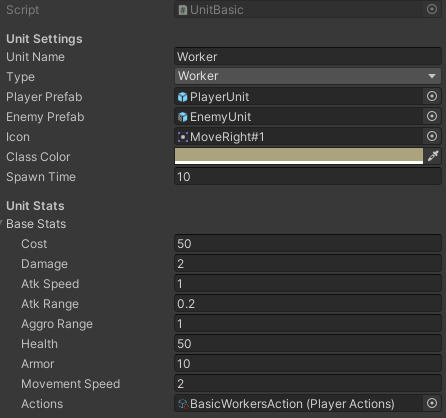 Script UnitBasic
Unit Settings
Unit Name Worker
Type Worker
Player Prefab PlayerUnit
Enemy Prefab EnemyUnit
Icon MoveRight#1
Class Color
Spawn Time 10
Unit Stats
Base Stats
Cost 50
Damage 2
Atk Speed 1
Atk Range 0.2
Aggro Range 1
Health 50
Armor 10
Movement Speed 2
Actions BasicWorkersAction (Player Actions)